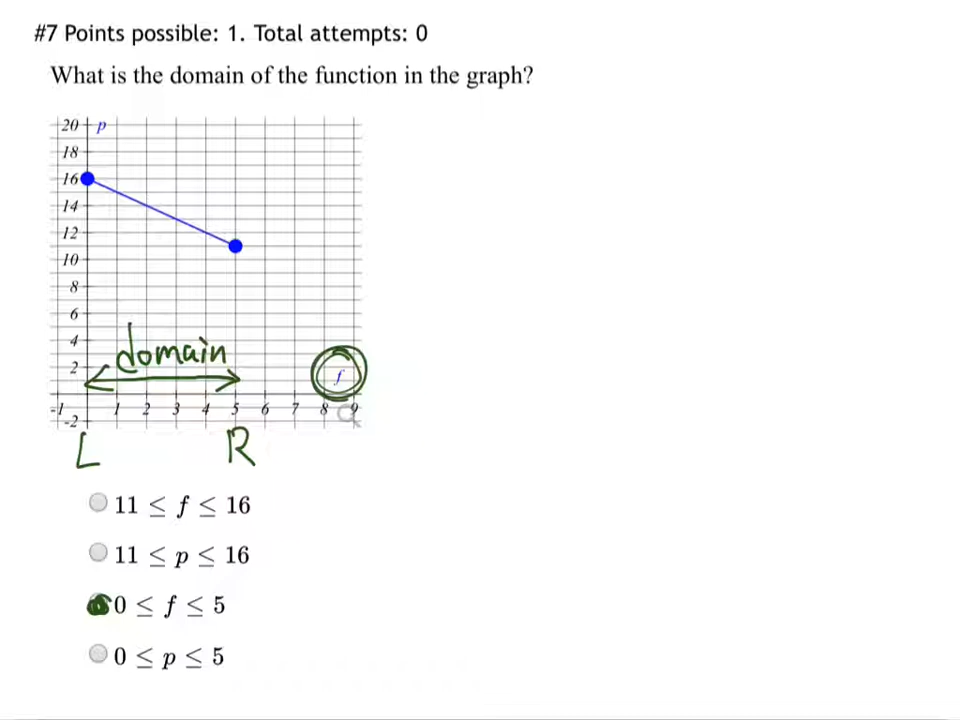 #7 Points possible: 1. Total attempts: 0
What is the domain of the function in the graph?
20 p
18
16
14
12
10
8
6
4 domain
2 f
-1 1 2 3 4 5 6 7 8 9
-2
L R
11 ≤ f ≤ 16
11 ≤ p ≤ 16
0 ≤ f ≤ 5
0 ≤ p ≤ 5